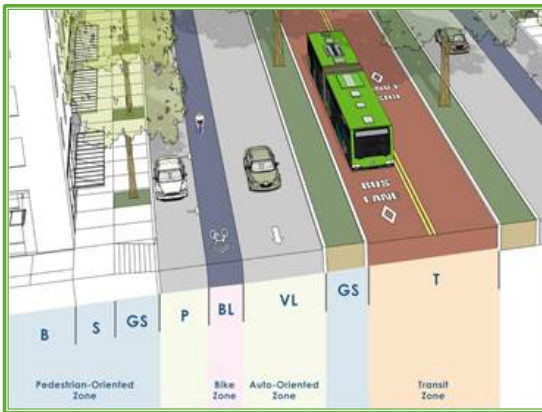 BUS
LANE
B
S
GS
P
BL
VL
GS
T
Pedestrian-Oriented
Zone
Bike
Zone
Auto-Oriented
Zone
Transit
Zone